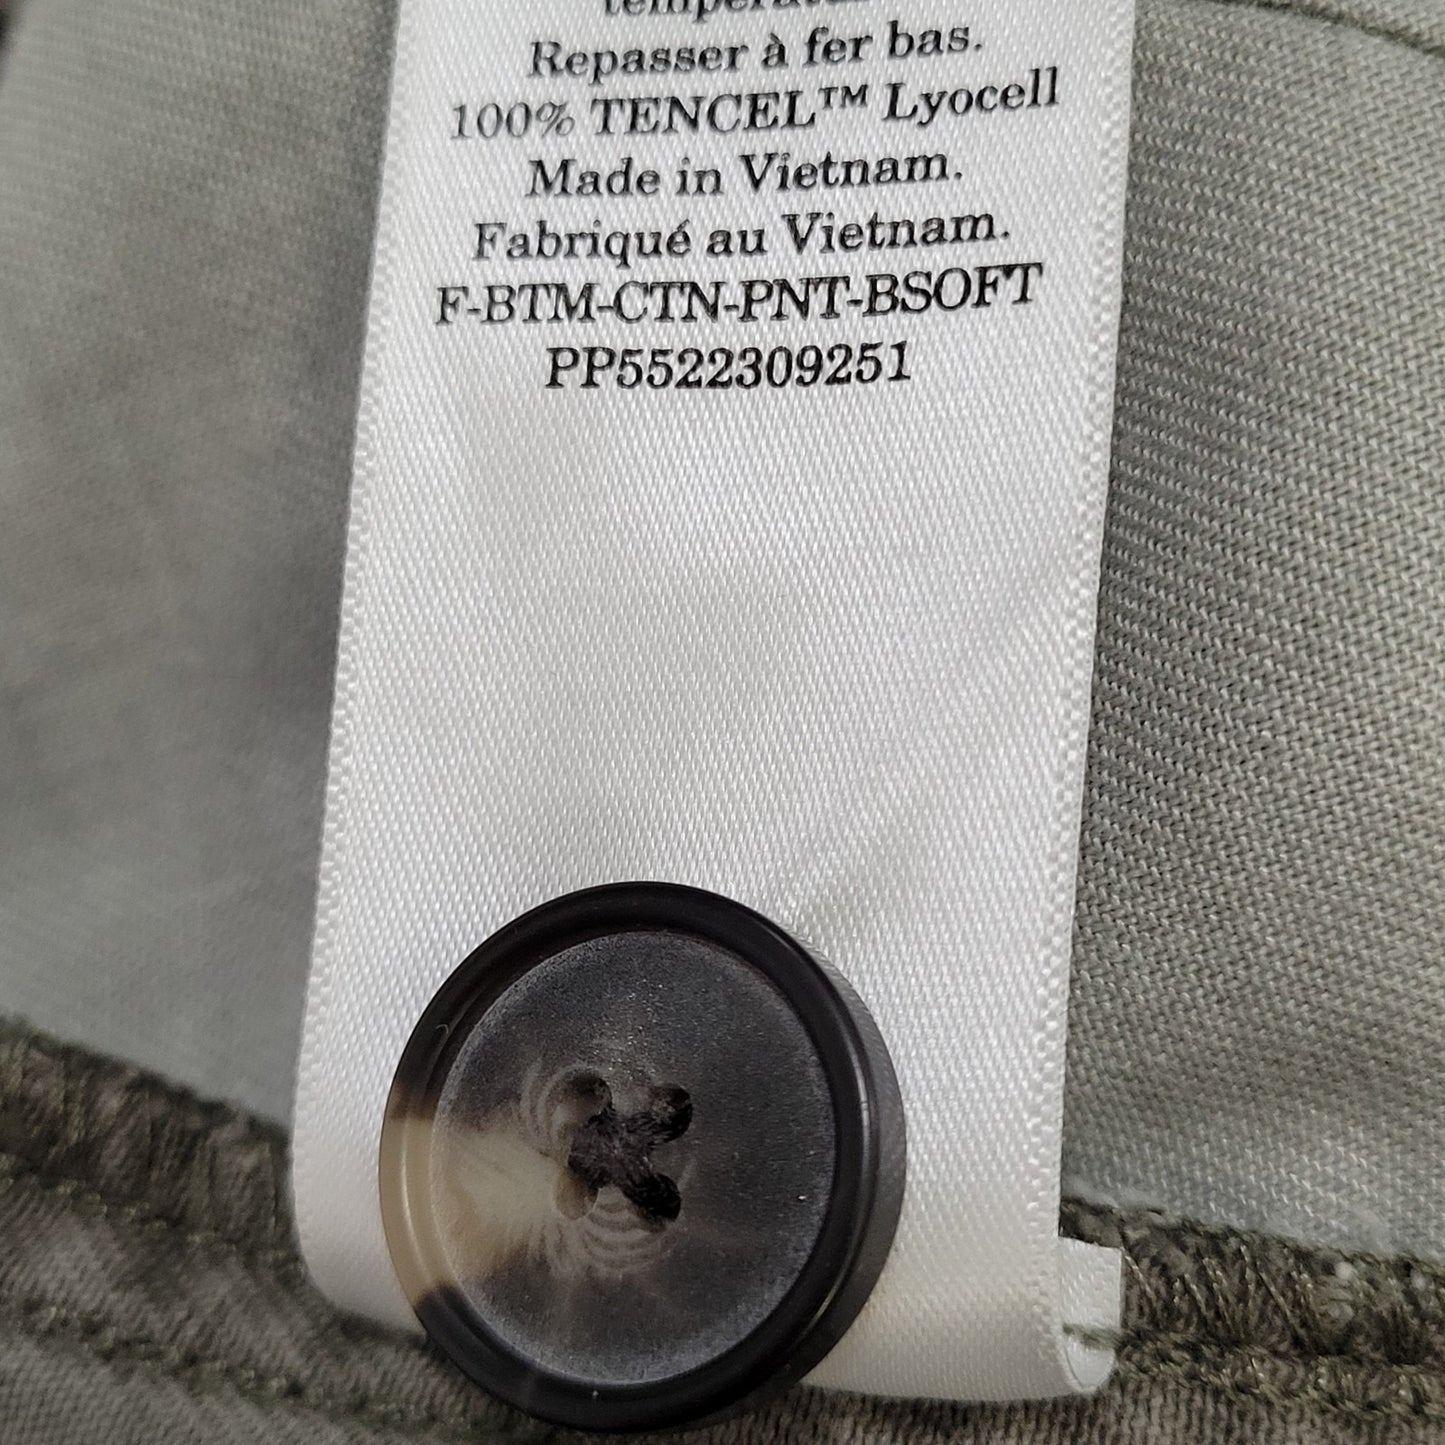 Repasser à fer bas.
100% TENCEL™ Lyocell
Made in Vietnam.
Fabriqué au Vietnam.
F-BTM-CTN-PNT-BSOFT
PP5522309251